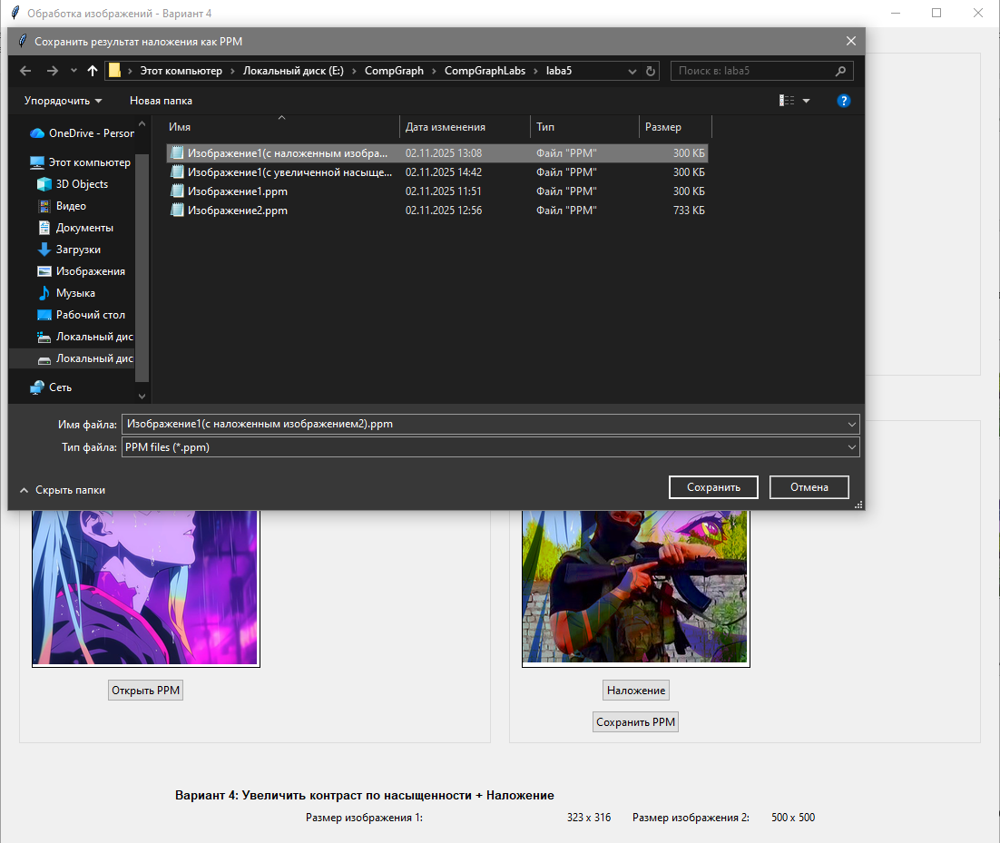 Обработка изображений - Вариант 4
Сохранить результат наложения как PPM
Этот компьютер > Локальный диск (E:) > CompGraph > CompGraphLabs > laba5
Поиск в: laba5
Упорядочить
Новая папка
Имя
Дата изменения
Тип
Размер
OneDrive - Person
Этот компьютер
3D Objects
Видео
Документы
Загрузки
Изображения
Музыка
Рабочий стол
Локальный дис
Локальный дис
Сеть
Изображение1(с наложенным изобра... 02.11.2025 13:08 Файл "PPM" 300 КБ
Изображение1(с увеличенной насыще... 02.11.2025 14:42 Файл "PPM" 300 КБ
Изображение1.ppm 02.11.2025 11:51 Файл "PPM" 300 КБ
Изображение2.ppm 02.11.2025 12:56 Файл "PPM" 733 КБ
Имя файла: Изображение1(с наложенным изображением2).ppm
Тип файла: PPM files (*.ppm)
Скрыть папки
Сохранить
Отмена
Открыть PPM
Наложение
Сохранить PPM
Вариант 4: Увеличить контраст по насыщенности + Наложение
Размер изображения 1: 323 x 316 Размер изображения 2: 500 x 500